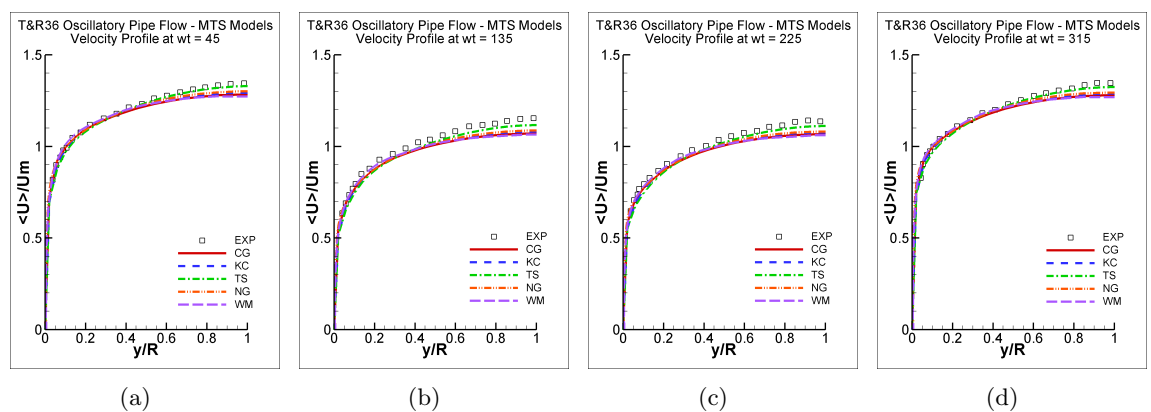 T&R36 Oscillatory Pipe Flow - MTS Models
Velocity Profile at wt = 45
1.5
1
0.5
0
<U>/Um
EXP
CG
KC
TS
NG
WM
0 0.2 0.4 0.6 0.8 1
y/R
(a)
T&R36 Oscillatory Pipe Flow - MTS Models
Velocity Profile at wt = 135
1.5
1
0.5
0
<U>/Um
EXP
CG
KC
TS
NG
WM
0 0.2 0.4 0.6 0.8 1
y/R
(b)
T&R36 Oscillatory Pipe Flow - MTS Models
Velocity Profile at wt = 225
1.5
1
0.5
0
<U>/Um
EXP
CG
KC
TS
NG
WM
0 0.2 0.4 0.6 0.8 1
y/R
(c)
T&R36 Oscillatory Pipe Flow - MTS Models
Velocity Profile at wt = 315
1.5
1
0.5
0
<U>/Um
EXP
CG
KC
TS
NG
WM
0 0.2 0.4 0.6 0.8 1
y/R
(d)